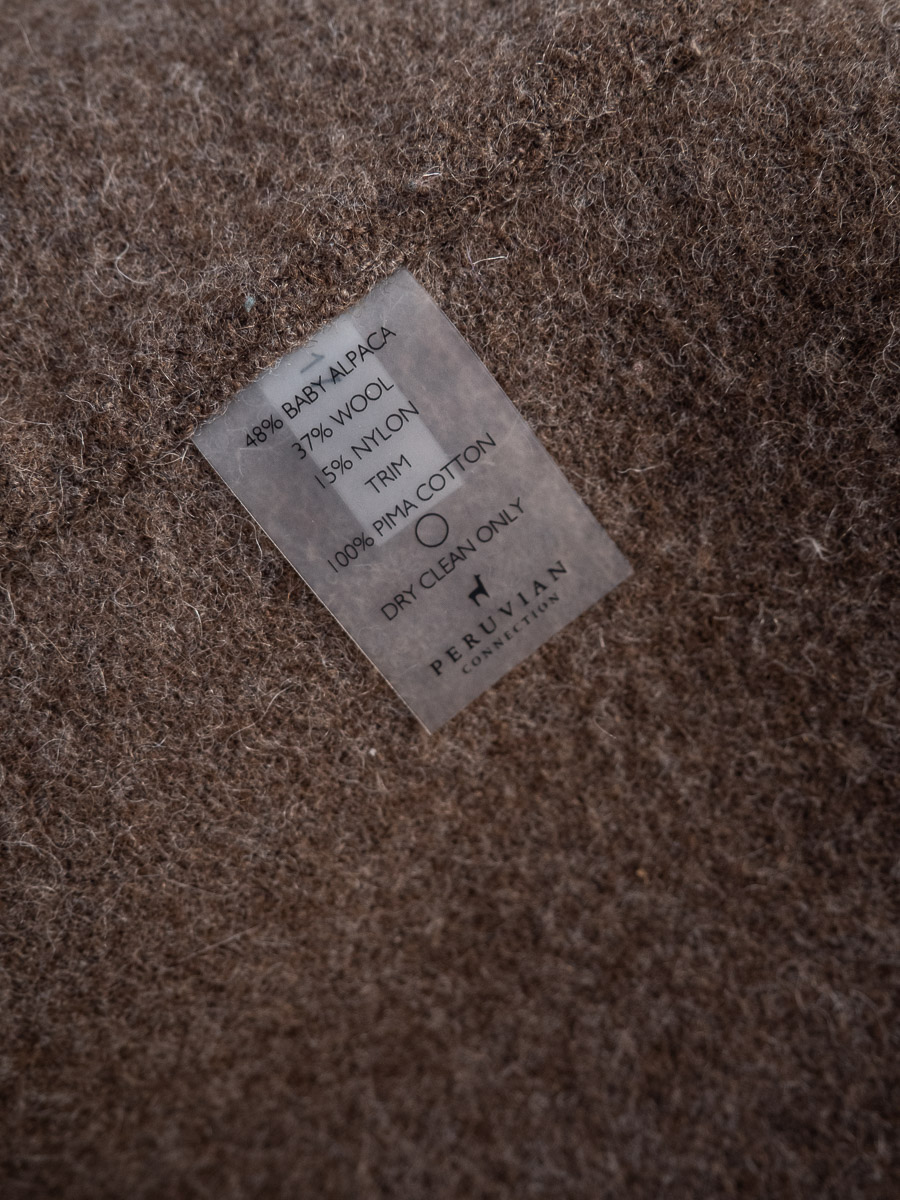 48% BABY ALPACA
37% WOOL
15% NYLON
TRIM
100% PIMA COTTON
DRY CLEAN ONLY
PERUVIAN
CONNECTION